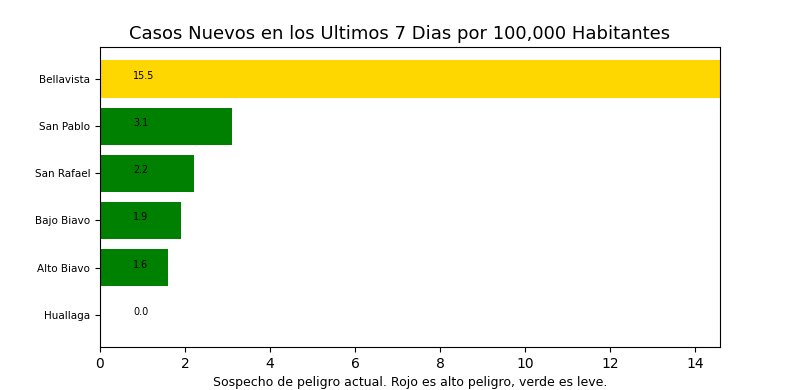 Casos Nuevos en los Ultimos 7 Dias por 100,000 Habitantes
Bellavista 15.5
San Pablo 3.1
San Rafael 2.2
Bajo Biavo 1.9
Alto Biavo 1.6
Huallaga 0.0
0 2 4 6 8 10 12 14
Sospecho de peligro actual. Rojo es alto peligro, verde es leve.